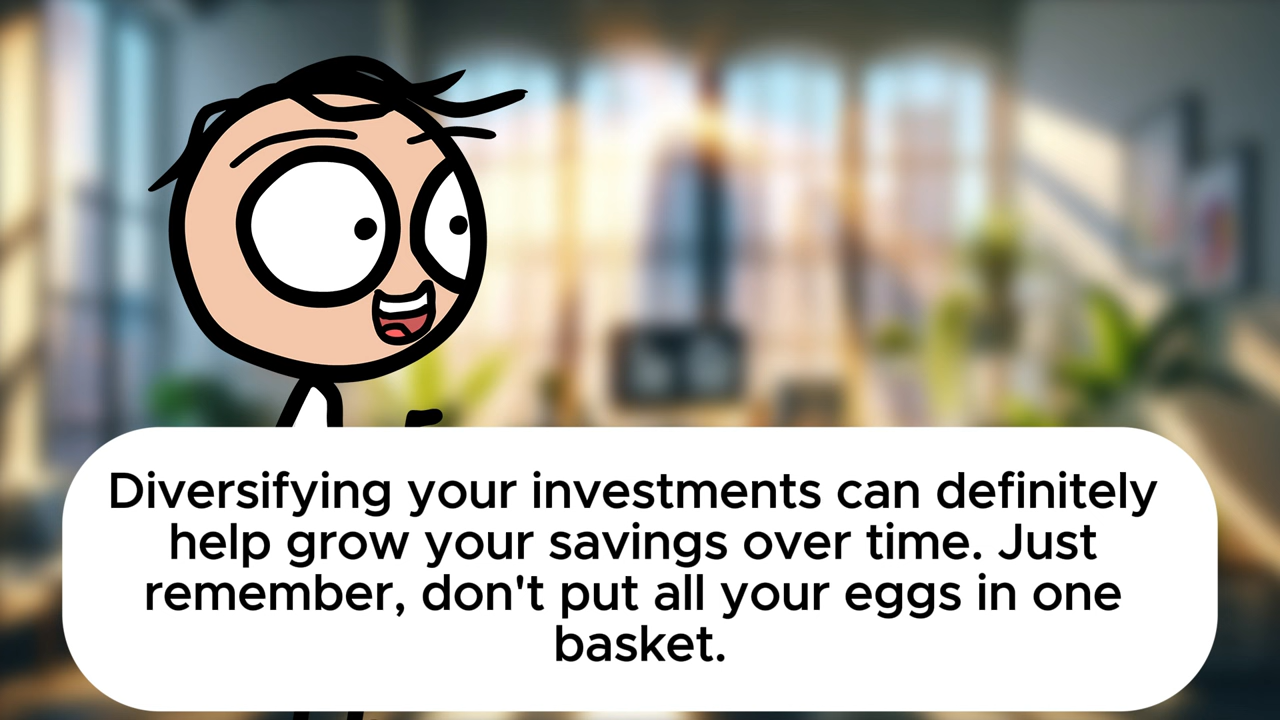 Diversifying your investments can definitely
help grow your savings over time. Just
remember, don't put all your eggs in one
basket.